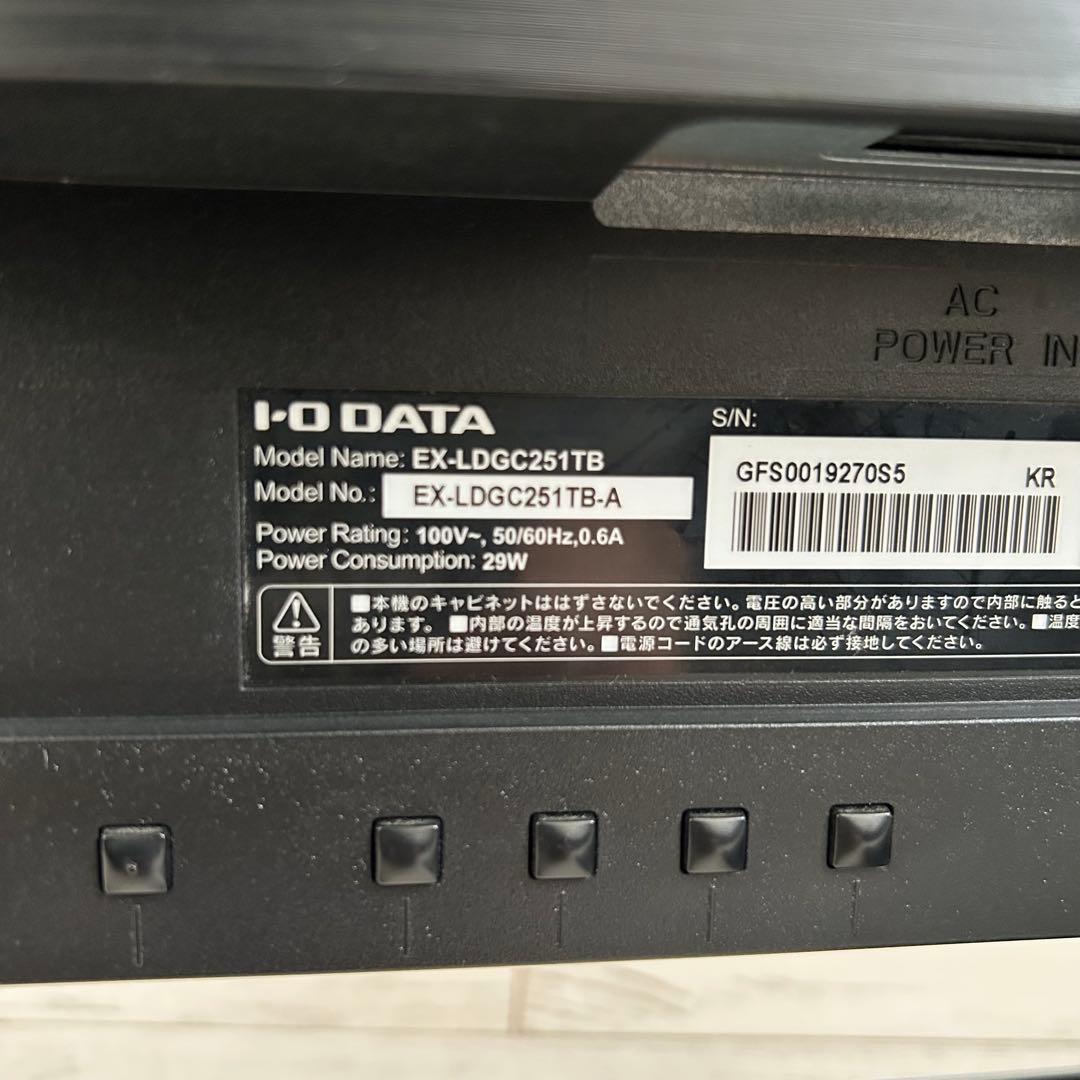 AC
POWER IN
I-O DATA
Model Name: EX-LDGC251TB
Model No.: EX-LDGC251TB-A
Power Rating: 100V~, 50/60Hz,0.6A
Power Consumption: 29W
S/N:
GFS0019270S5 KR
警告
■本機のキャビネットははずさないでください。電圧の高い部分がありますので内部に触ると
あります。 ■内部の温度が上昇するので通気孔の周囲に適当な間隔をおいてください。■温度
の多い場所は避けてください。■電源コードのアース線は必ず接地してください。